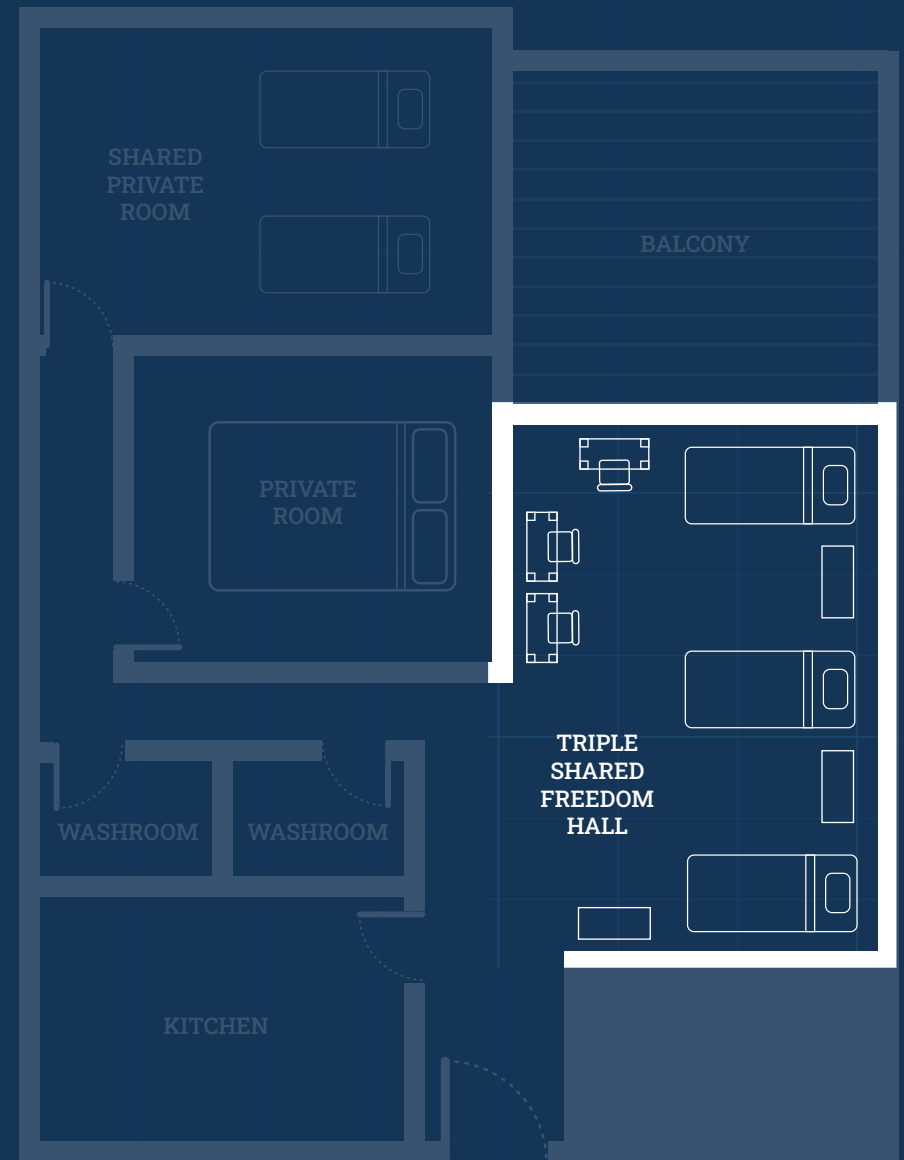 SHARED
PRIVATE
ROOM
BALCONY
PRIVATE
ROOM
TRIPLE
SHARED
FREEDOM
HALL
WASHROOM
WASHROOM
KITCHEN